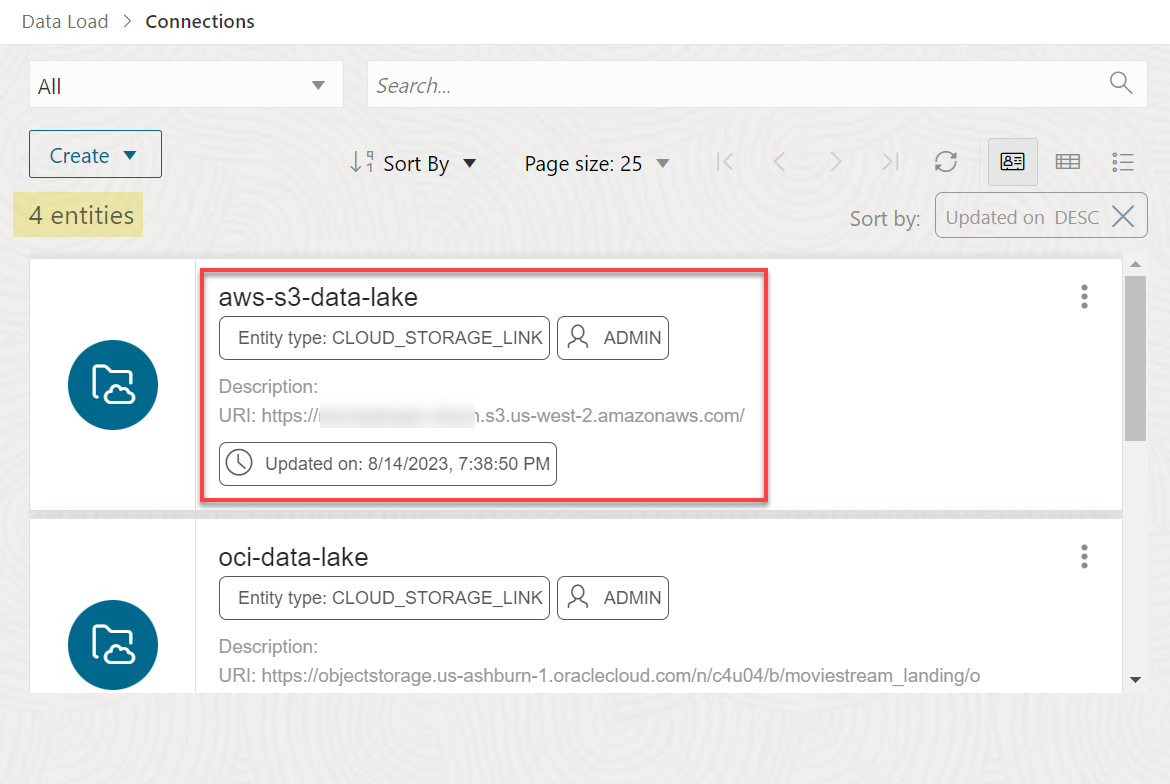 Data Load > Connections
All
Search...
Create
Sort By
Page size: 25
4 entities
Sort by: Updated on DESC
aws-s3-data-lake
Entity type: CLOUD_STORAGE_LINK ADMIN
Description:
URI: https:// .s3.us-west-2.amazonaws.com/
Updated on: 8/14/2023, 7:38:50 PM
oci-data-lake
Entity type: CLOUD_STORAGE_LINK ADMIN
Description:
URI: https://objectstorage.us-ashburn-1.oraclecloud.com/n/c4u04/b/moviestream_landing/o